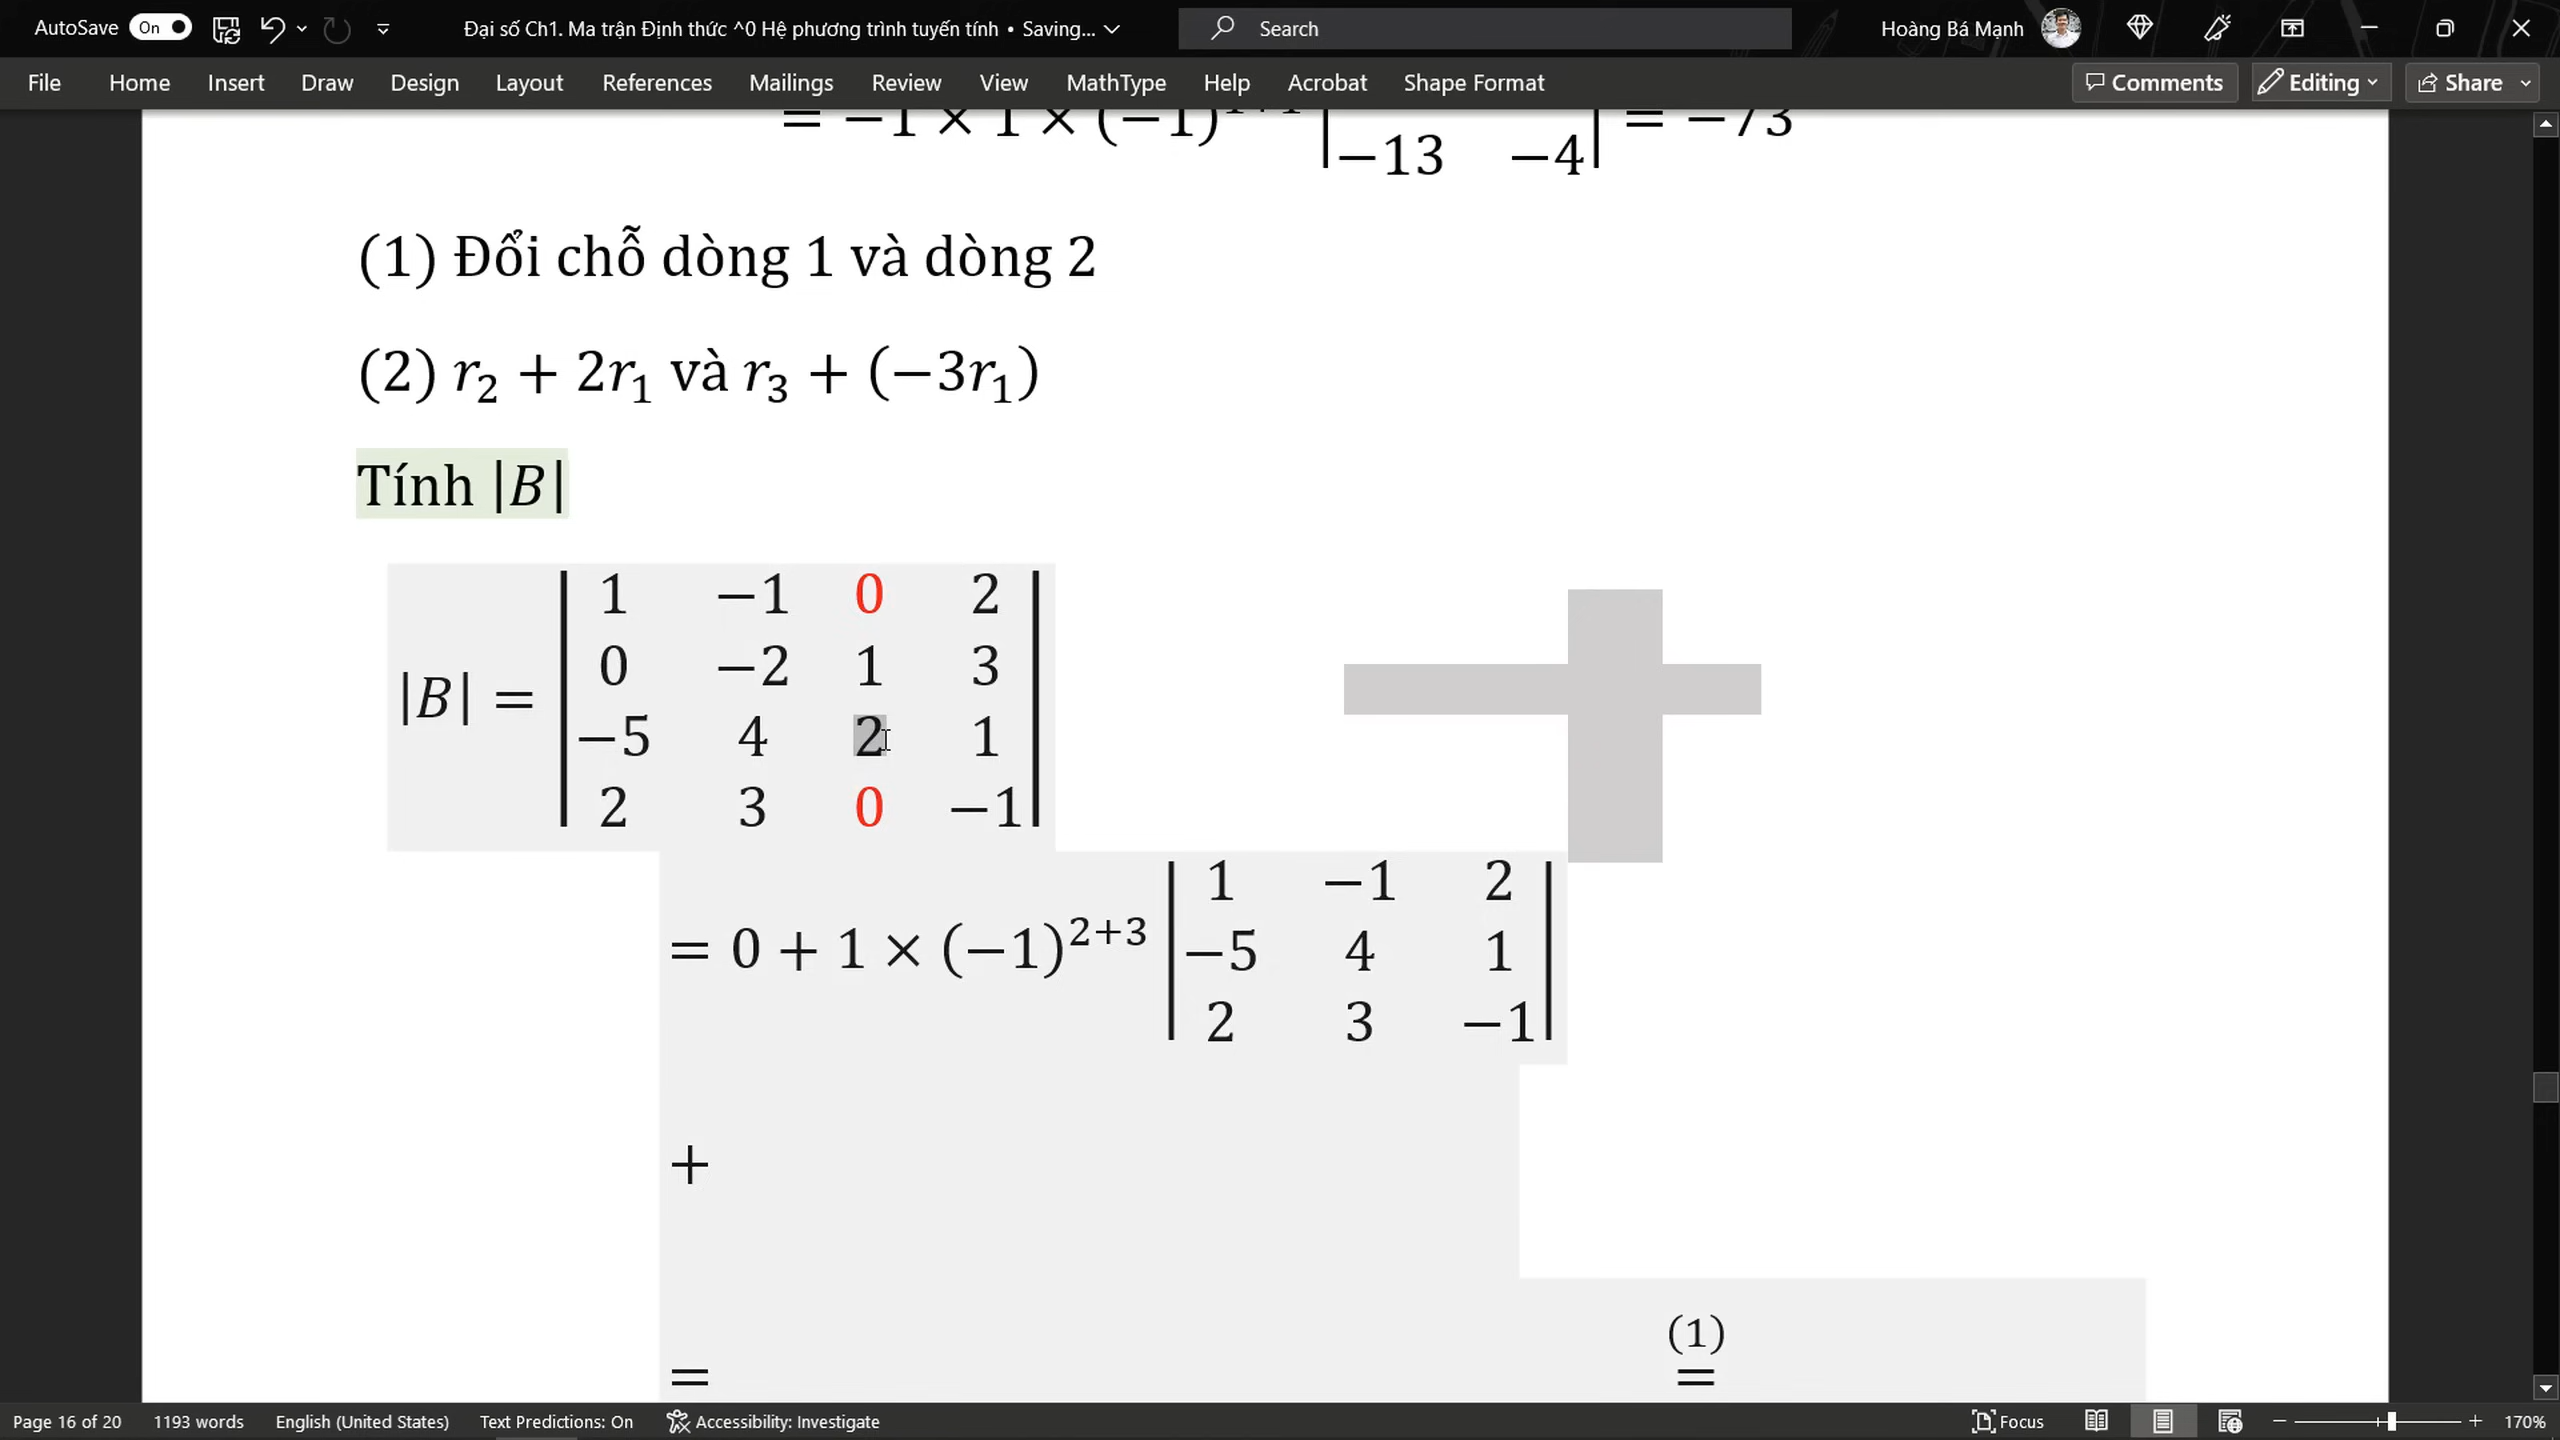 AutoSave On Đại số Ch1. Ma trận Định thức ^0 Hệ phương trình tuyến tính • Saving... Search Hoàng Bá Mạnh
File Home Insert Draw Design Layout References Mailings Review View MathType Help Acrobat Shape Format Comments Editing Share
= −1 × 1 × (−1) | −13 −4 | = −73
(1) Đổi chỗ dòng 1 và dòng 2
(2) r₂ + 2r₁ và r₃ + (−3r₁)
Tính |B|
1 −1 0 2
0 −2 1 3
|B| =
−5 4 2 1
2 3 0 −1
1 −1 2
= 0 + 1 × (−1)²⁺³ −5 4 1
2 3 −1
+
(1)
= =
Page 16 of 20 1193 words English (United States) Text Predictions: On Accessibility: Investigate Focus 170%